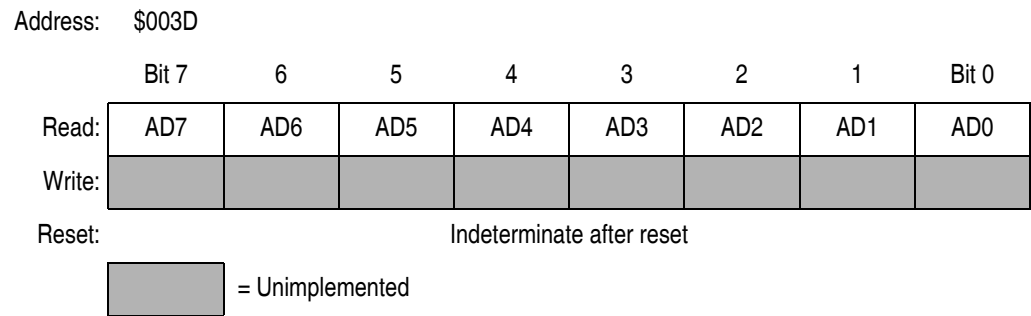 Address: $003D
Bit 7 6 5 4 3 2 1 Bit 0
Read: AD7 AD6 AD5 AD4 AD3 AD2 AD1 AD0
Write:
Reset: Indeterminate after reset
= Unimplemented